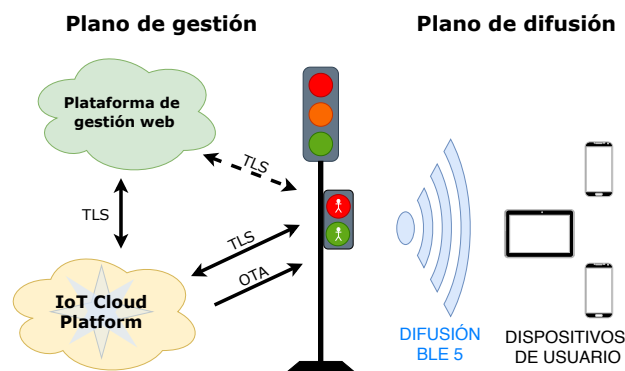 Plano de gestión
Plano de difusión
Plataforma de
gestión web
TLS
TLS
TLS
OTA
IoT Cloud
Platform
DIFUSIÓN
BLE 5
DISPOSITIVOS
DE USUARIO